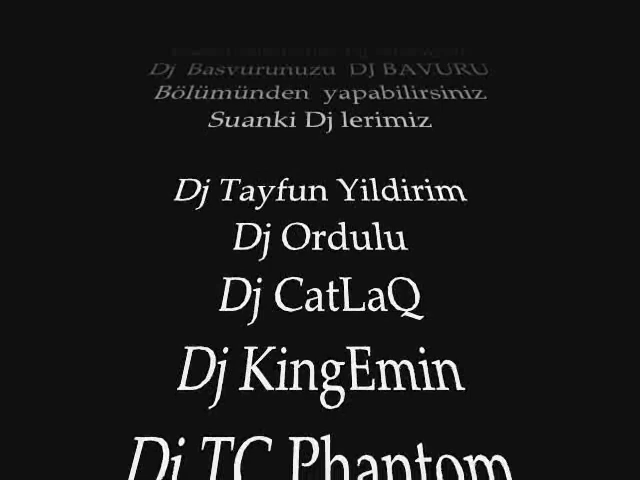 Dj Basvurunuzu DJ BAVURU
Bölümünden yapabilirsiniz
Suanki Dj lerimiz
Dj Tayfun Yildirim
Dj Ordulu
Dj CatLaQ
Dj KingEmin
Dj TC Phantom